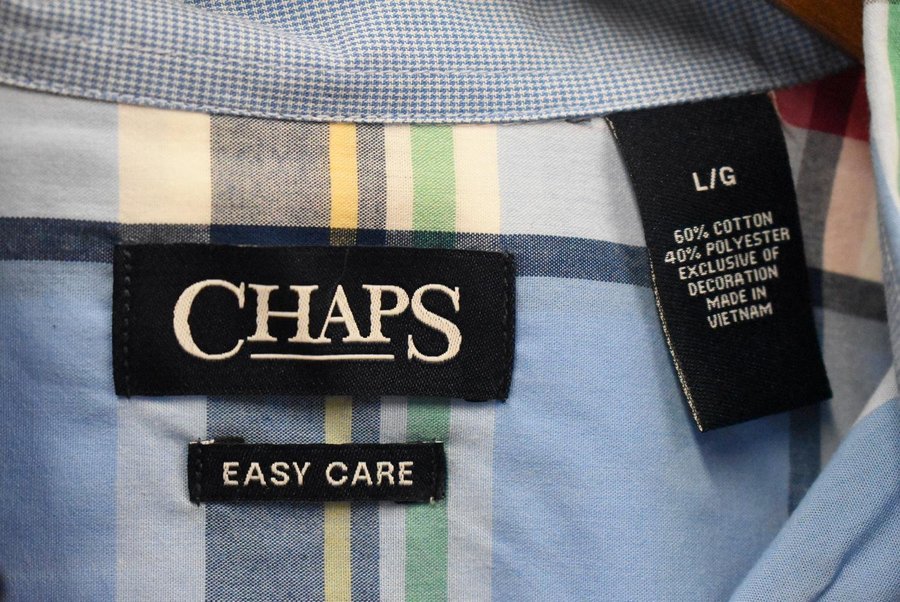 CHAPS
EASY CARE
L/G
60% COTTON
40% POLYESTER
EXCLUSIVE OF
DECORATION
MADE IN
VIETNAM